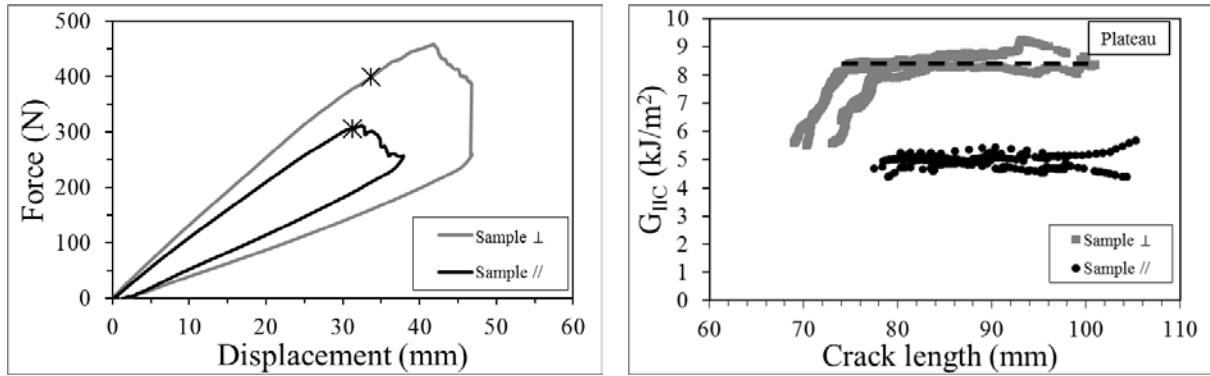 500
400
300
200
100
0
Force (N)
Sample ⊥
Sample //
0 10 20 30 40 50 60
Displacement (mm)
10
9
8
7
6
5
4
3
2
1
0
G_IIC (kJ/m²)
Plateau
Sample ⊥
Sample //
60 70 80 90 100 110
Crack length (mm)